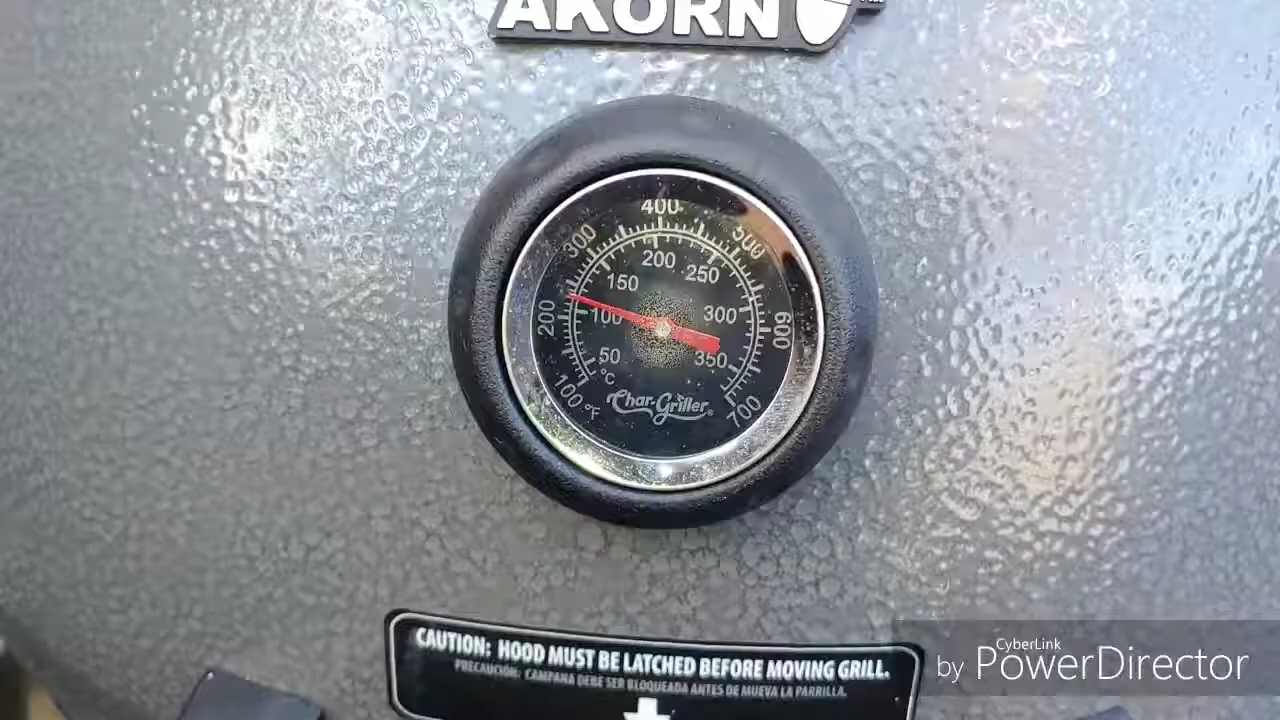 AKORN
400
300
500
200
150
250
200
100
300
600
50
350
°C
100
°F
700
Char-Griller
CAUTION: HOOD MUST BE LATCHED BEFORE MOVING GRILL.
PRECAUCIÓN: CAMPANA DEBE SER BLOQUEADA ANTES DE MUEVA LA PARRILLA.
CyberLink
by PowerDirector